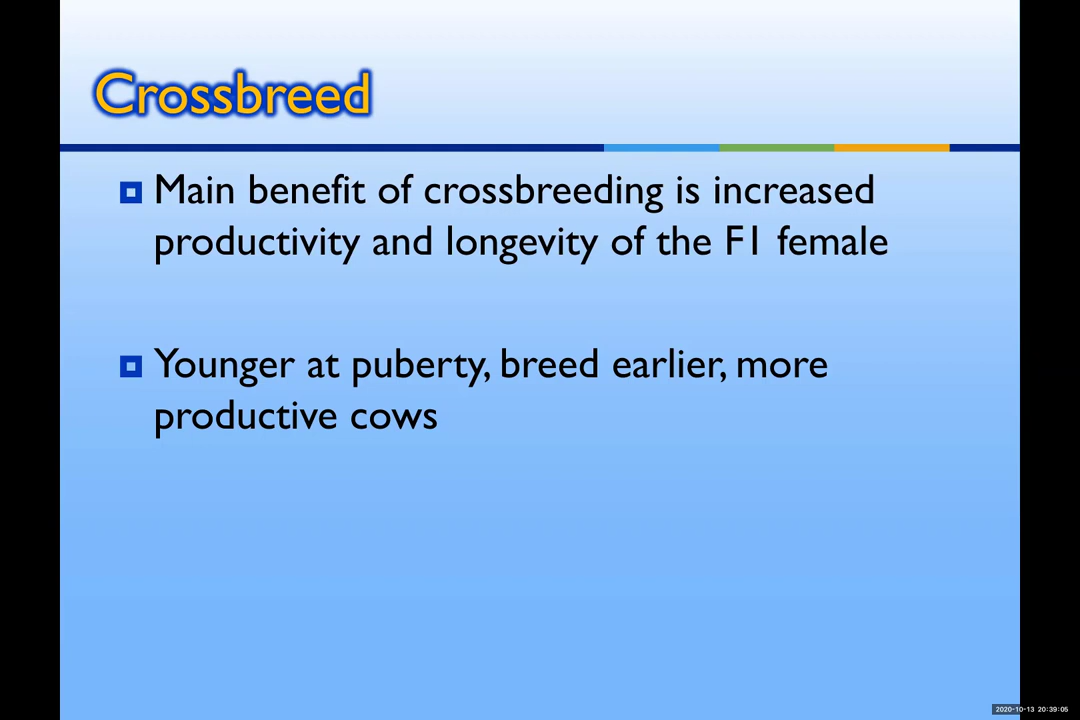 Crossbreed
Main benefit of crossbreeding is increased
productivity and longevity of the F1 female
Younger at puberty, breed earlier, more
productive cows
2020-10-13 20:39:05